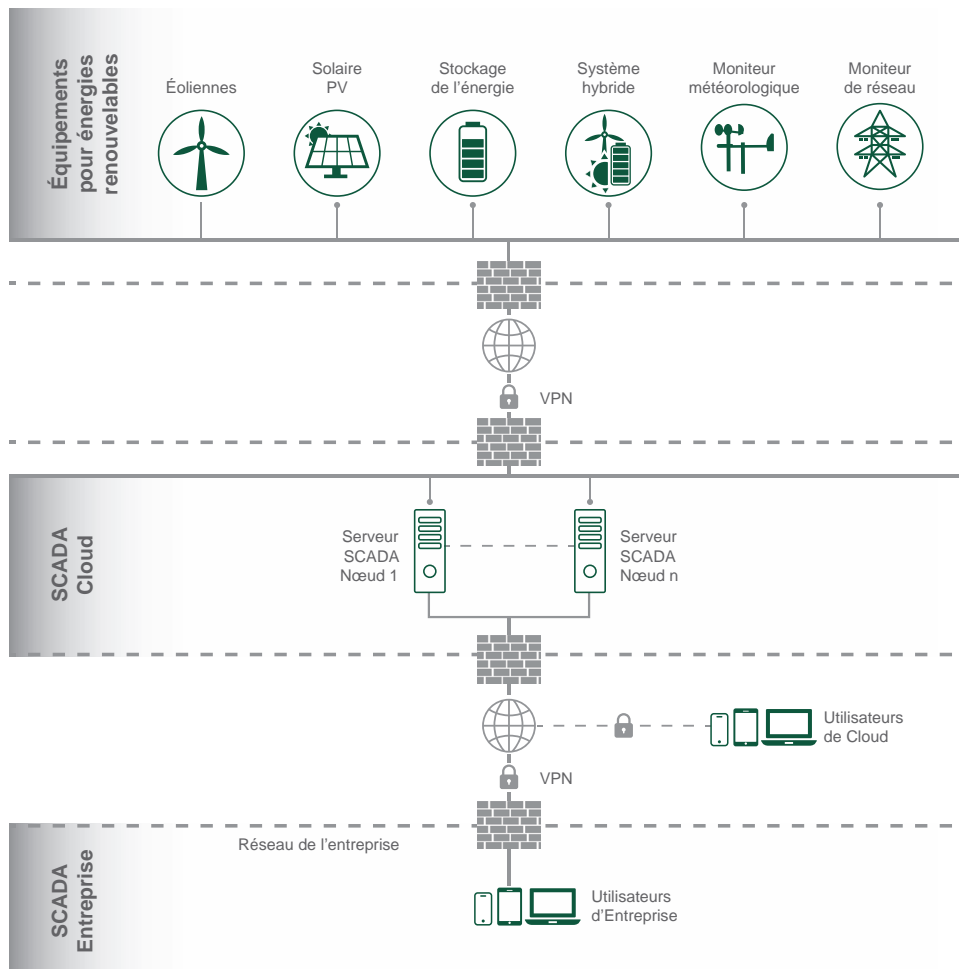 Équipements
pour énergies
renouvelables
Éoliennes
Solaire
PV
Stockage
de l'énergie
Système
hybride
Moniteur
météorologique
Moniteur
de réseau
VPN
SCADA
Cloud
Serveur
SCADA
Nœud 1
Serveur
SCADA
Nœud n
Utilisateurs
de Cloud
VPN
Réseau de l'entreprise
SCADA
Entreprise
Utilisateurs
d'Entreprise